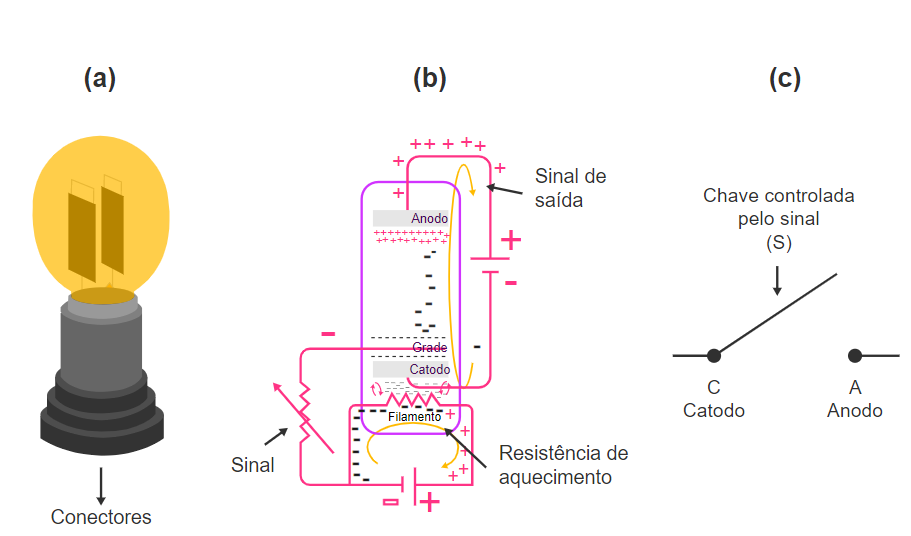 (a)
(b)
(c)
Conectores
Sinal de
saída
Anodo
Grade
Catodo
Filamento
Sinal
Resistência de
aquecimento
Chave controlada
pelo sinal
(S)
C
Catodo
A
Anodo